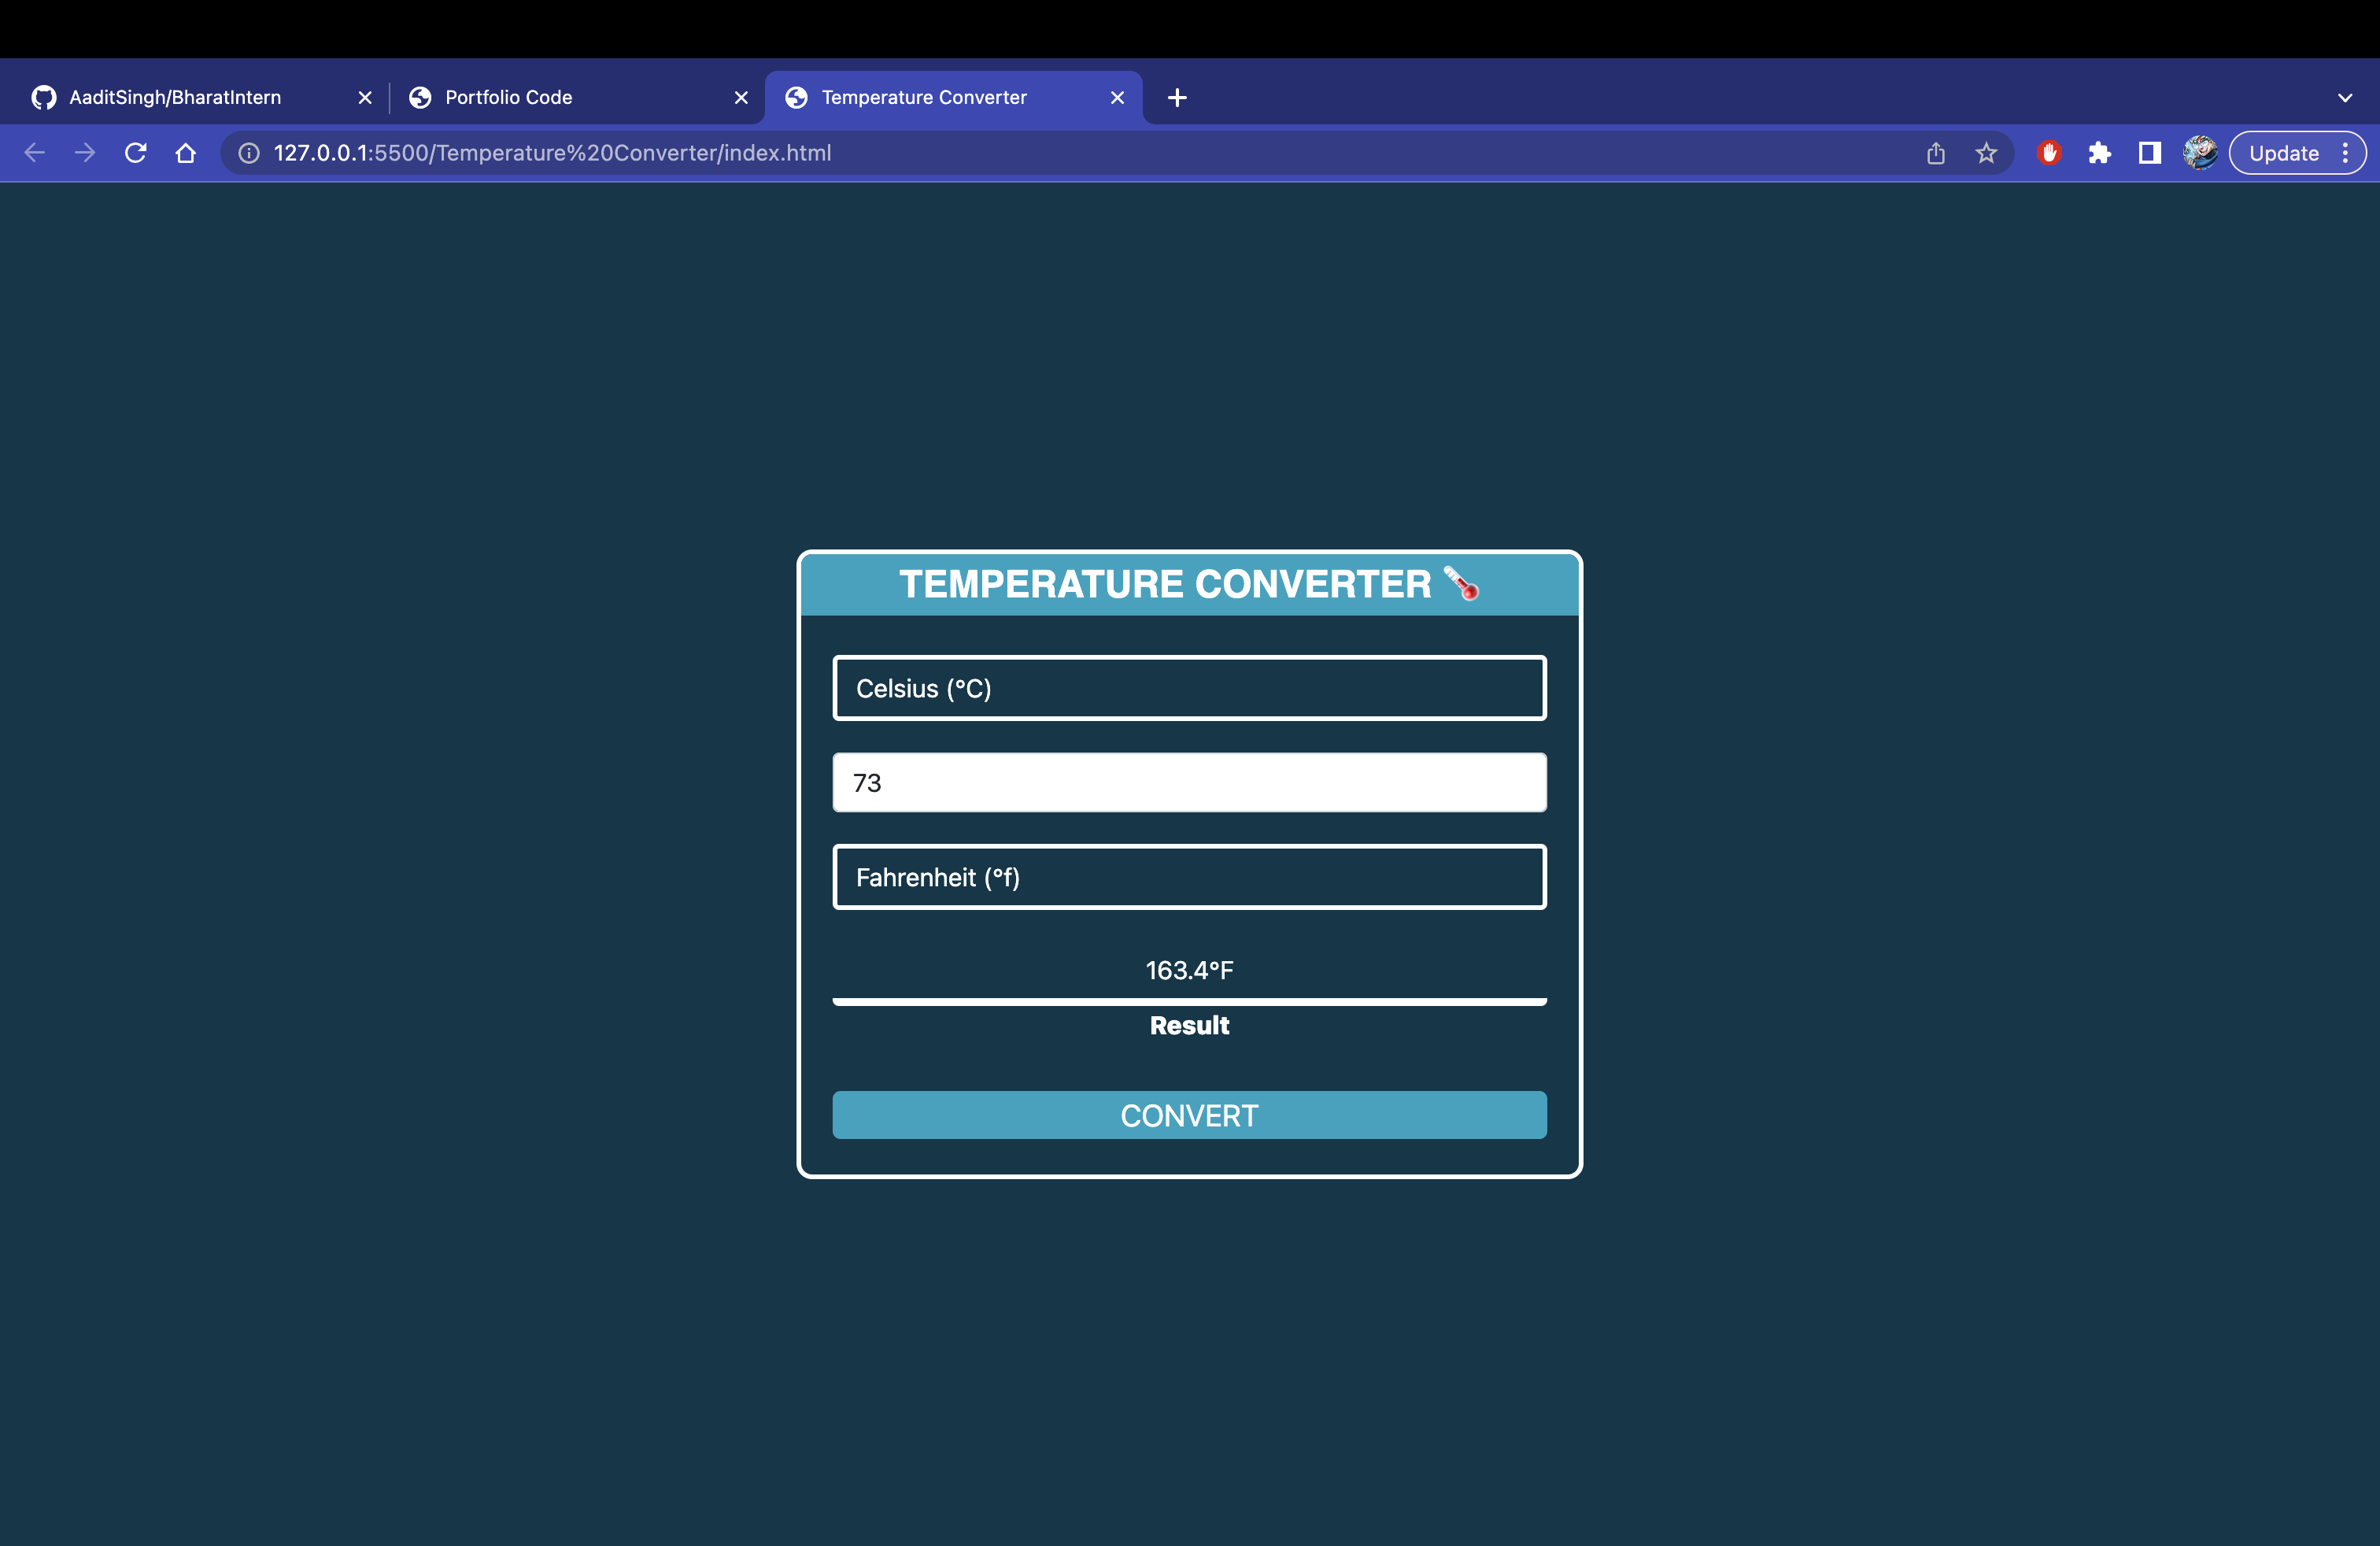 AaditSingh/BharatIntern
Portfolio Code
Temperature Converter
127.0.0.1:5500/Temperature%20Converter/index.html
Update
TEMPERATURE CONVERTER
Celsius (°C)
73
Fahrenheit (°f)
163.4°F
Result
CONVERT